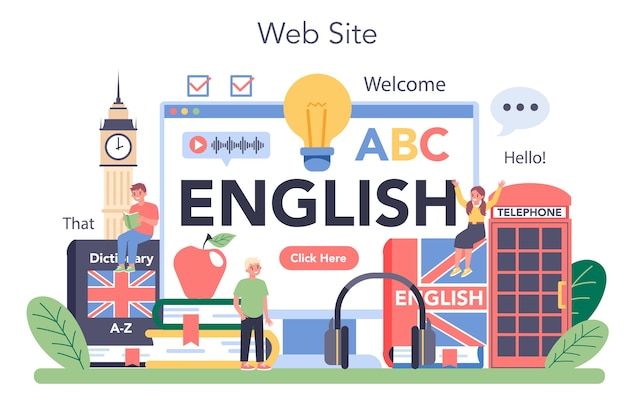 Web Site
Welcome
ABC
Hello!
ENGLISH
TELEPHONE
That
Dictionary
Click Here
ENGLISH
A-Z